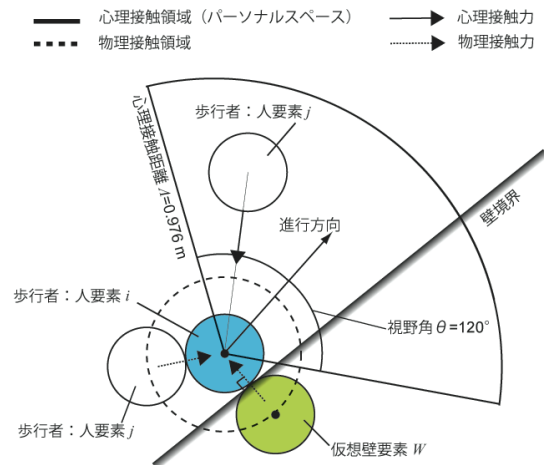 心理接触領域（パーソナルスペース）
心理接触力
物理接触領域
物理接触力
心理接触距離 Λ=0.976 m
歩行者：人要素 j
進行方向
壁境界
歩行者：人要素 i
視野角 θ =120°
歩行者：人要素 j
仮想壁要素 W